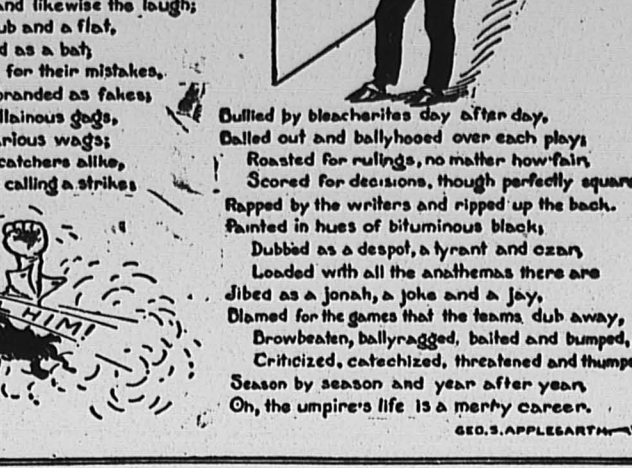 and likewise the laugh;
ub and a flat,
d as a bat;
for their mistakes,
branded as fakes;
llainous gags,
rious wags;
catchers alike,
calling a strike;
HIM!
Bullied by bleacherites day after day,
Balled out and ballyhooed over each play;
Roasted for rulings, no matter how fair,
Scored for decisions, though perfectly square
Rapped by the writers and ripped up the back.
Painted in hues of bituminous black;
Dubbed as a despot, a tyrant and czar,
Loaded with all the anathemas there are
Jibed as a jonah, a joke and a jay,
Blamed for the games that the teams dub away,
Browbeaten, ballyragged, baited and bumped,
Criticized, catechized, threatened and thumpe
Season by season and year after year,
Oh, the umpire's life is a merry career.
GEO. S. APPLEGARTH